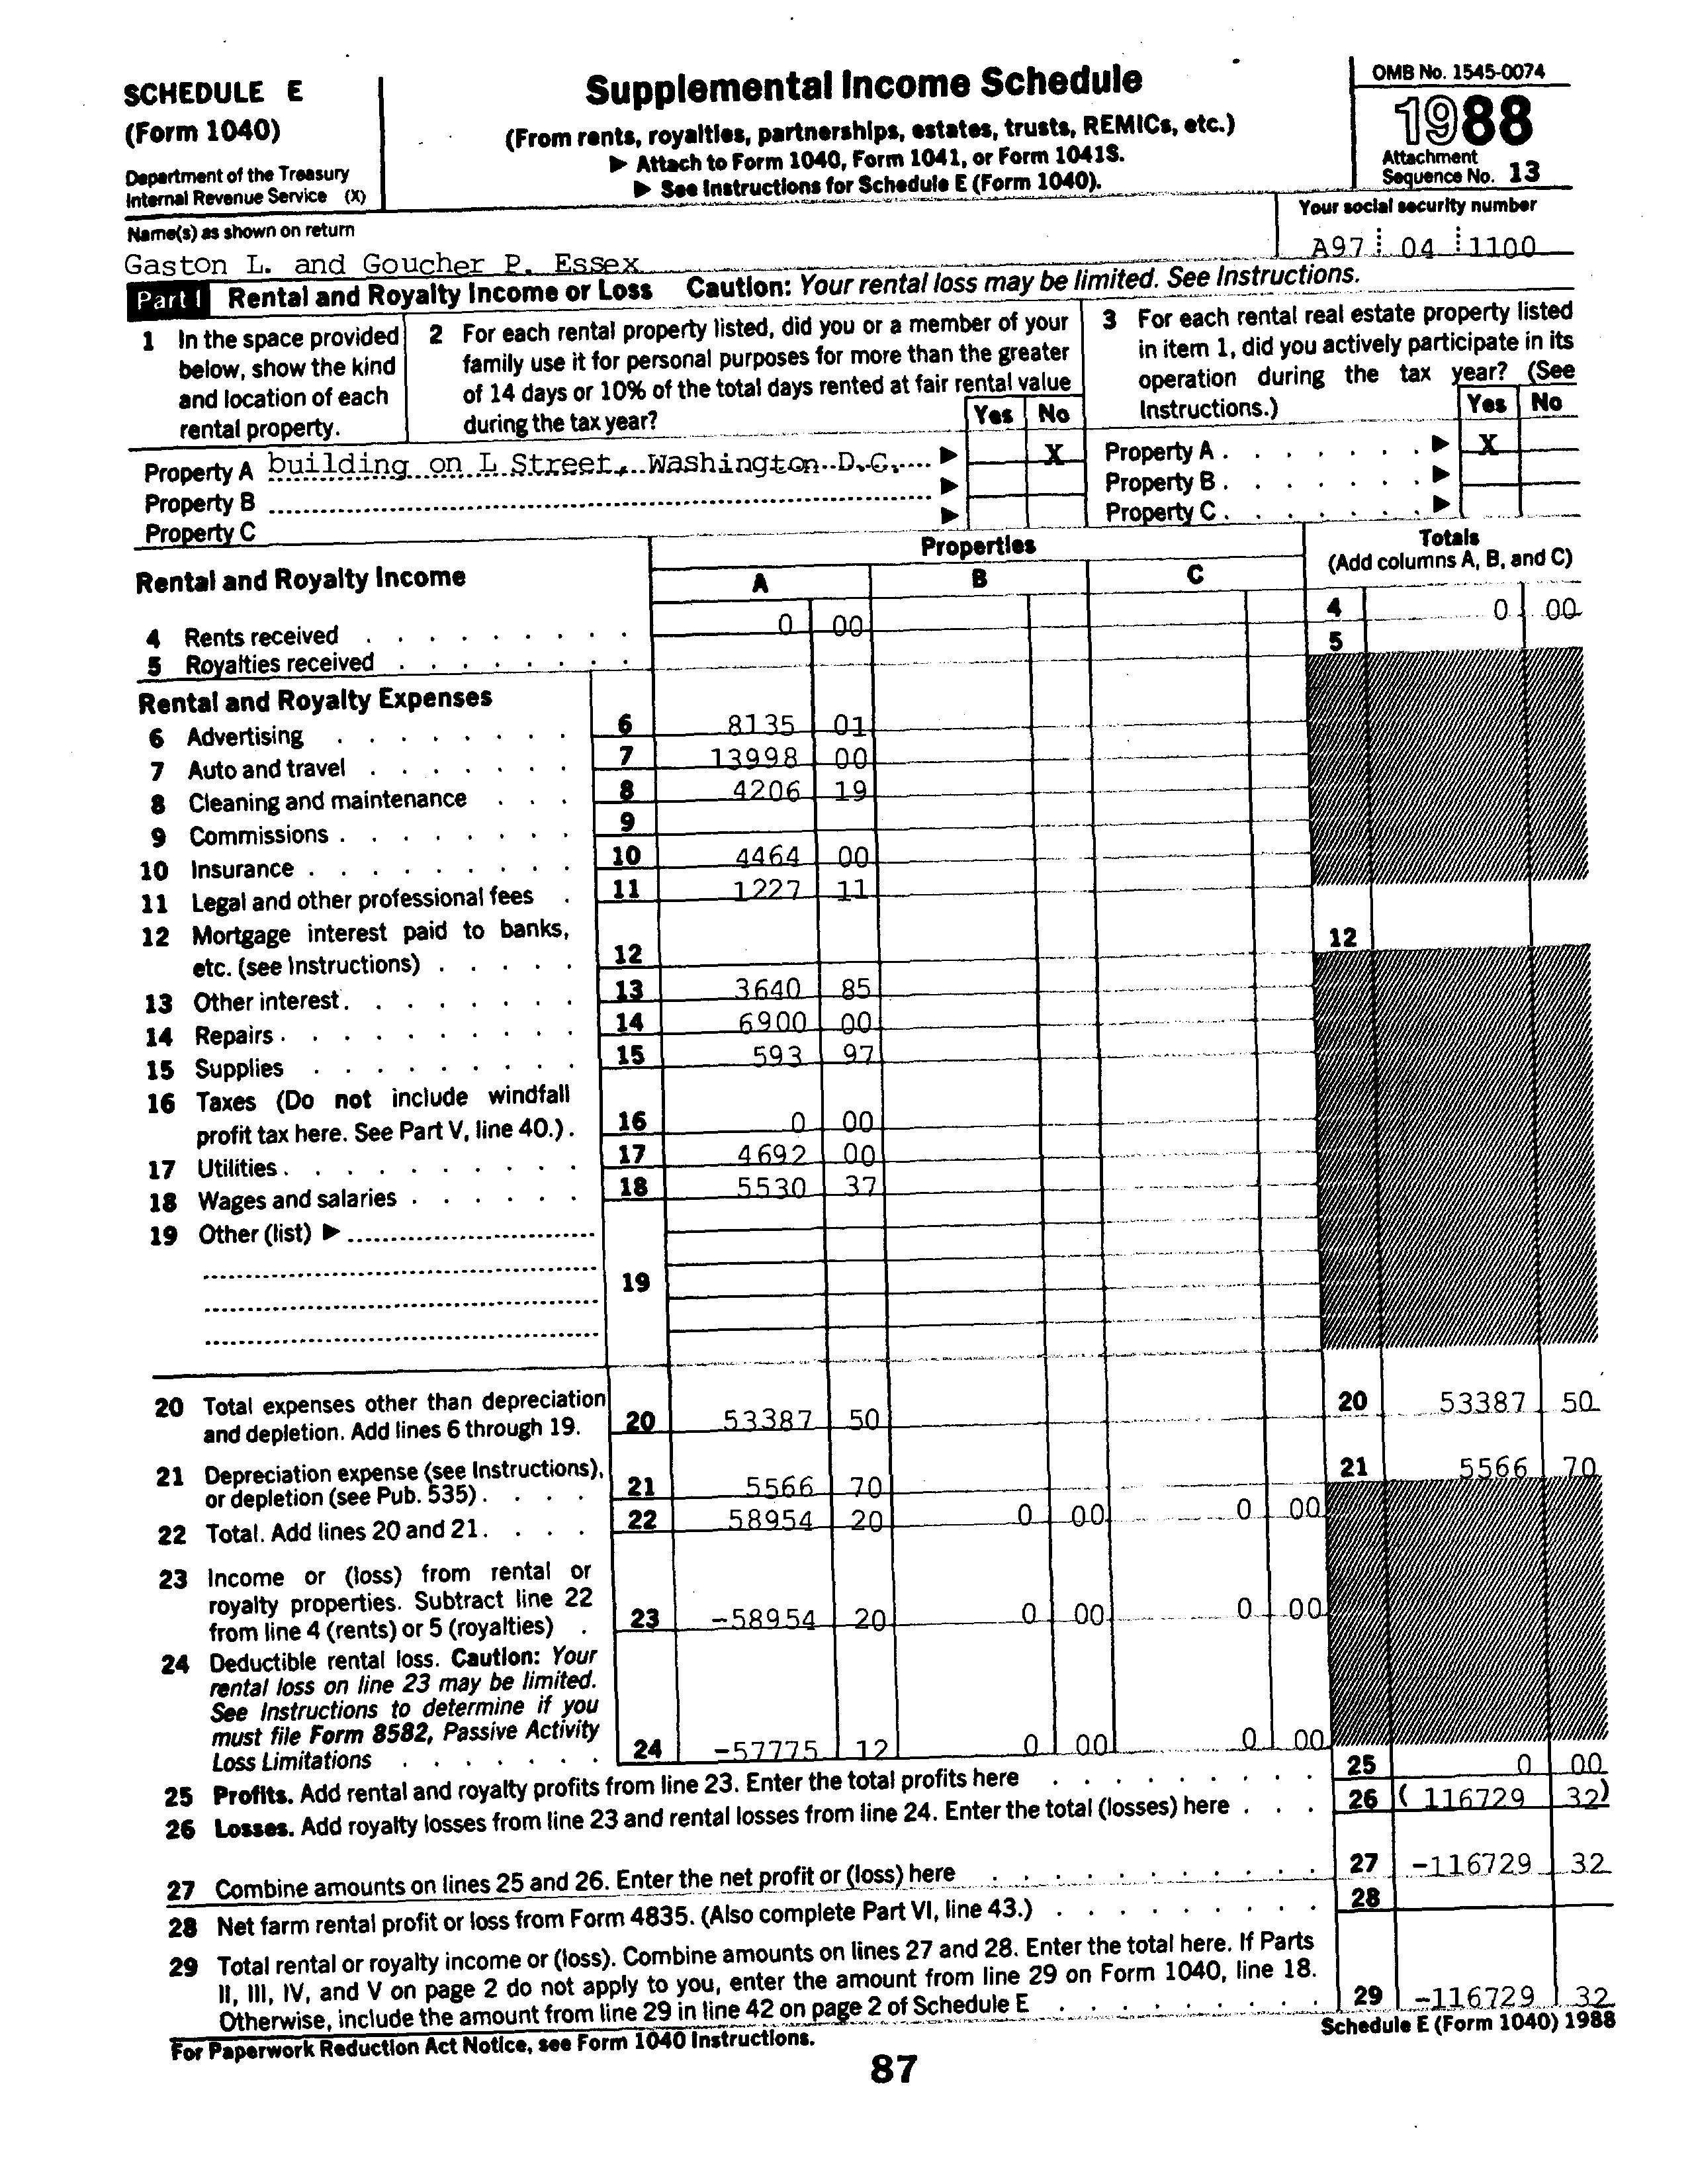 SCHEDULE E
(Form 1040)
Department of the Treasury
Internal Revenue Service (X)
Supplemental Income Schedule
(From rents, royalties, partnerships, estates, trusts, REMICs, etc.)
▶ Attach to Form 1040, Form 1041, or Form 1041S.
▶ See Instructions for Schedule E (Form 1040).
OMB No. 1545-0074
1988
Attachment
Sequence No. 13
Name(s) as shown on return
Gaston L. and Goucher P. Essex
Your social security number
A97 04 1100
Part I Rental and Royalty Income or Loss Caution: Your rental loss may be limited. See Instructions.
1 In the space provided
below, show the kind
and location of each
rental property.
2 For each rental property listed, did you or a member of your
family use it for personal purposes for more than the greater
of 14 days or 10% of the total days rented at fair rental value
during the tax year?
Yes No
3 For each rental real estate property listed
in item 1, did you actively participate in its
operation during the tax year? (See
Instructions.)
Yes No
Property A building on L Street, Washington D.C. ▶ X Property A ▶ X
Property B ▶ Property B ▶
Property C ▶ Property C ▶
Rental and Royalty Income
Properties
A B C
Totals
(Add columns A, B, and C)
4 Rents received 0 00 4 0 00
5 Royalties received 5
Rental and Royalty Expenses
6 Advertising 6 8135 01
7 Auto and travel 7 13998 00
8 Cleaning and maintenance 8 4206 19
9 Commissions 9
10 Insurance 10 4464 00
11 Legal and other professional fees 11 1227 11
12 Mortgage interest paid to banks,
etc. (see Instructions) 12 12
13 Other interest 13 3640 85
14 Repairs 14 6900 00
15 Supplies 15 593 97
16 Taxes (Do not include windfall
profit tax here. See Part V, line 40.) 16 0 00
17 Utilities 17 4692 00
18 Wages and salaries 18 5530 37
19 Other (list) ▶
19
20 Total expenses other than depreciation
and depletion. Add lines 6 through 19. 20 53387 50 20 53387 50
21 Depreciation expense (see Instructions),
or depletion (see Pub. 535) 21 5566 70 21 5566 70
22 Total. Add lines 20 and 21 22 58954 20 0 00 0 00
23 Income or (loss) from rental or
royalty properties. Subtract line 22
from line 4 (rents) or 5 (royalties) 23 -58954 20 0 00 0 00
24 Deductible rental loss. Caution: Your
rental loss on line 23 may be limited.
See Instructions to determine if you
must file Form 8582, Passive Activity
Loss Limitations 24 -57775 12 0 00 0 00
25 Profits. Add rental and royalty profits from line 23. Enter the total profits here 25 0 00
26 Losses. Add royalty losses from line 23 and rental losses from line 24. Enter the total (losses) here 26 ( 116729 32)
27 Combine amounts on lines 25 and 26. Enter the net profit or (loss) here 27 -116729 32
28 Net farm rental profit or loss from Form 4835. (Also complete Part VI, line 43.) 28
29 Total rental or royalty income or (loss). Combine amounts on lines 27 and 28. Enter the total here. If Parts
II, III, IV, and V on page 2 do not apply to you, enter the amount from line 29 on Form 1040, line 18.
Otherwise, include the amount from line 29 in line 42 on page 2 of Schedule E 29 -116729 32
For Paperwork Reduction Act Notice, see Form 1040 Instructions. Schedule E (Form 1040) 1988
87